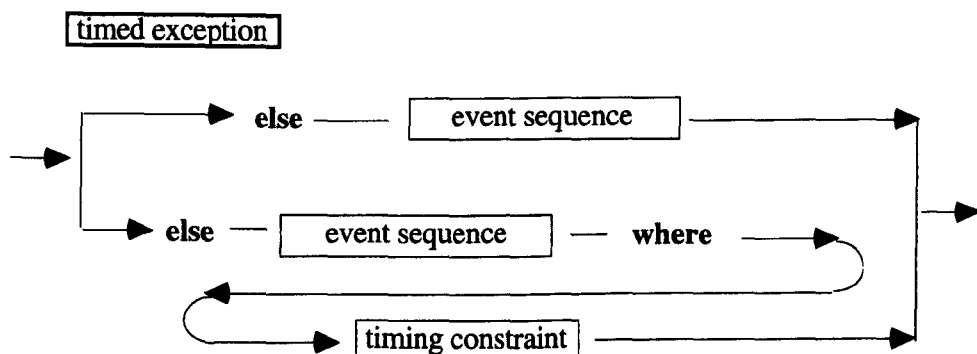 timed exception
else event sequence
else event sequence where
timing constraint